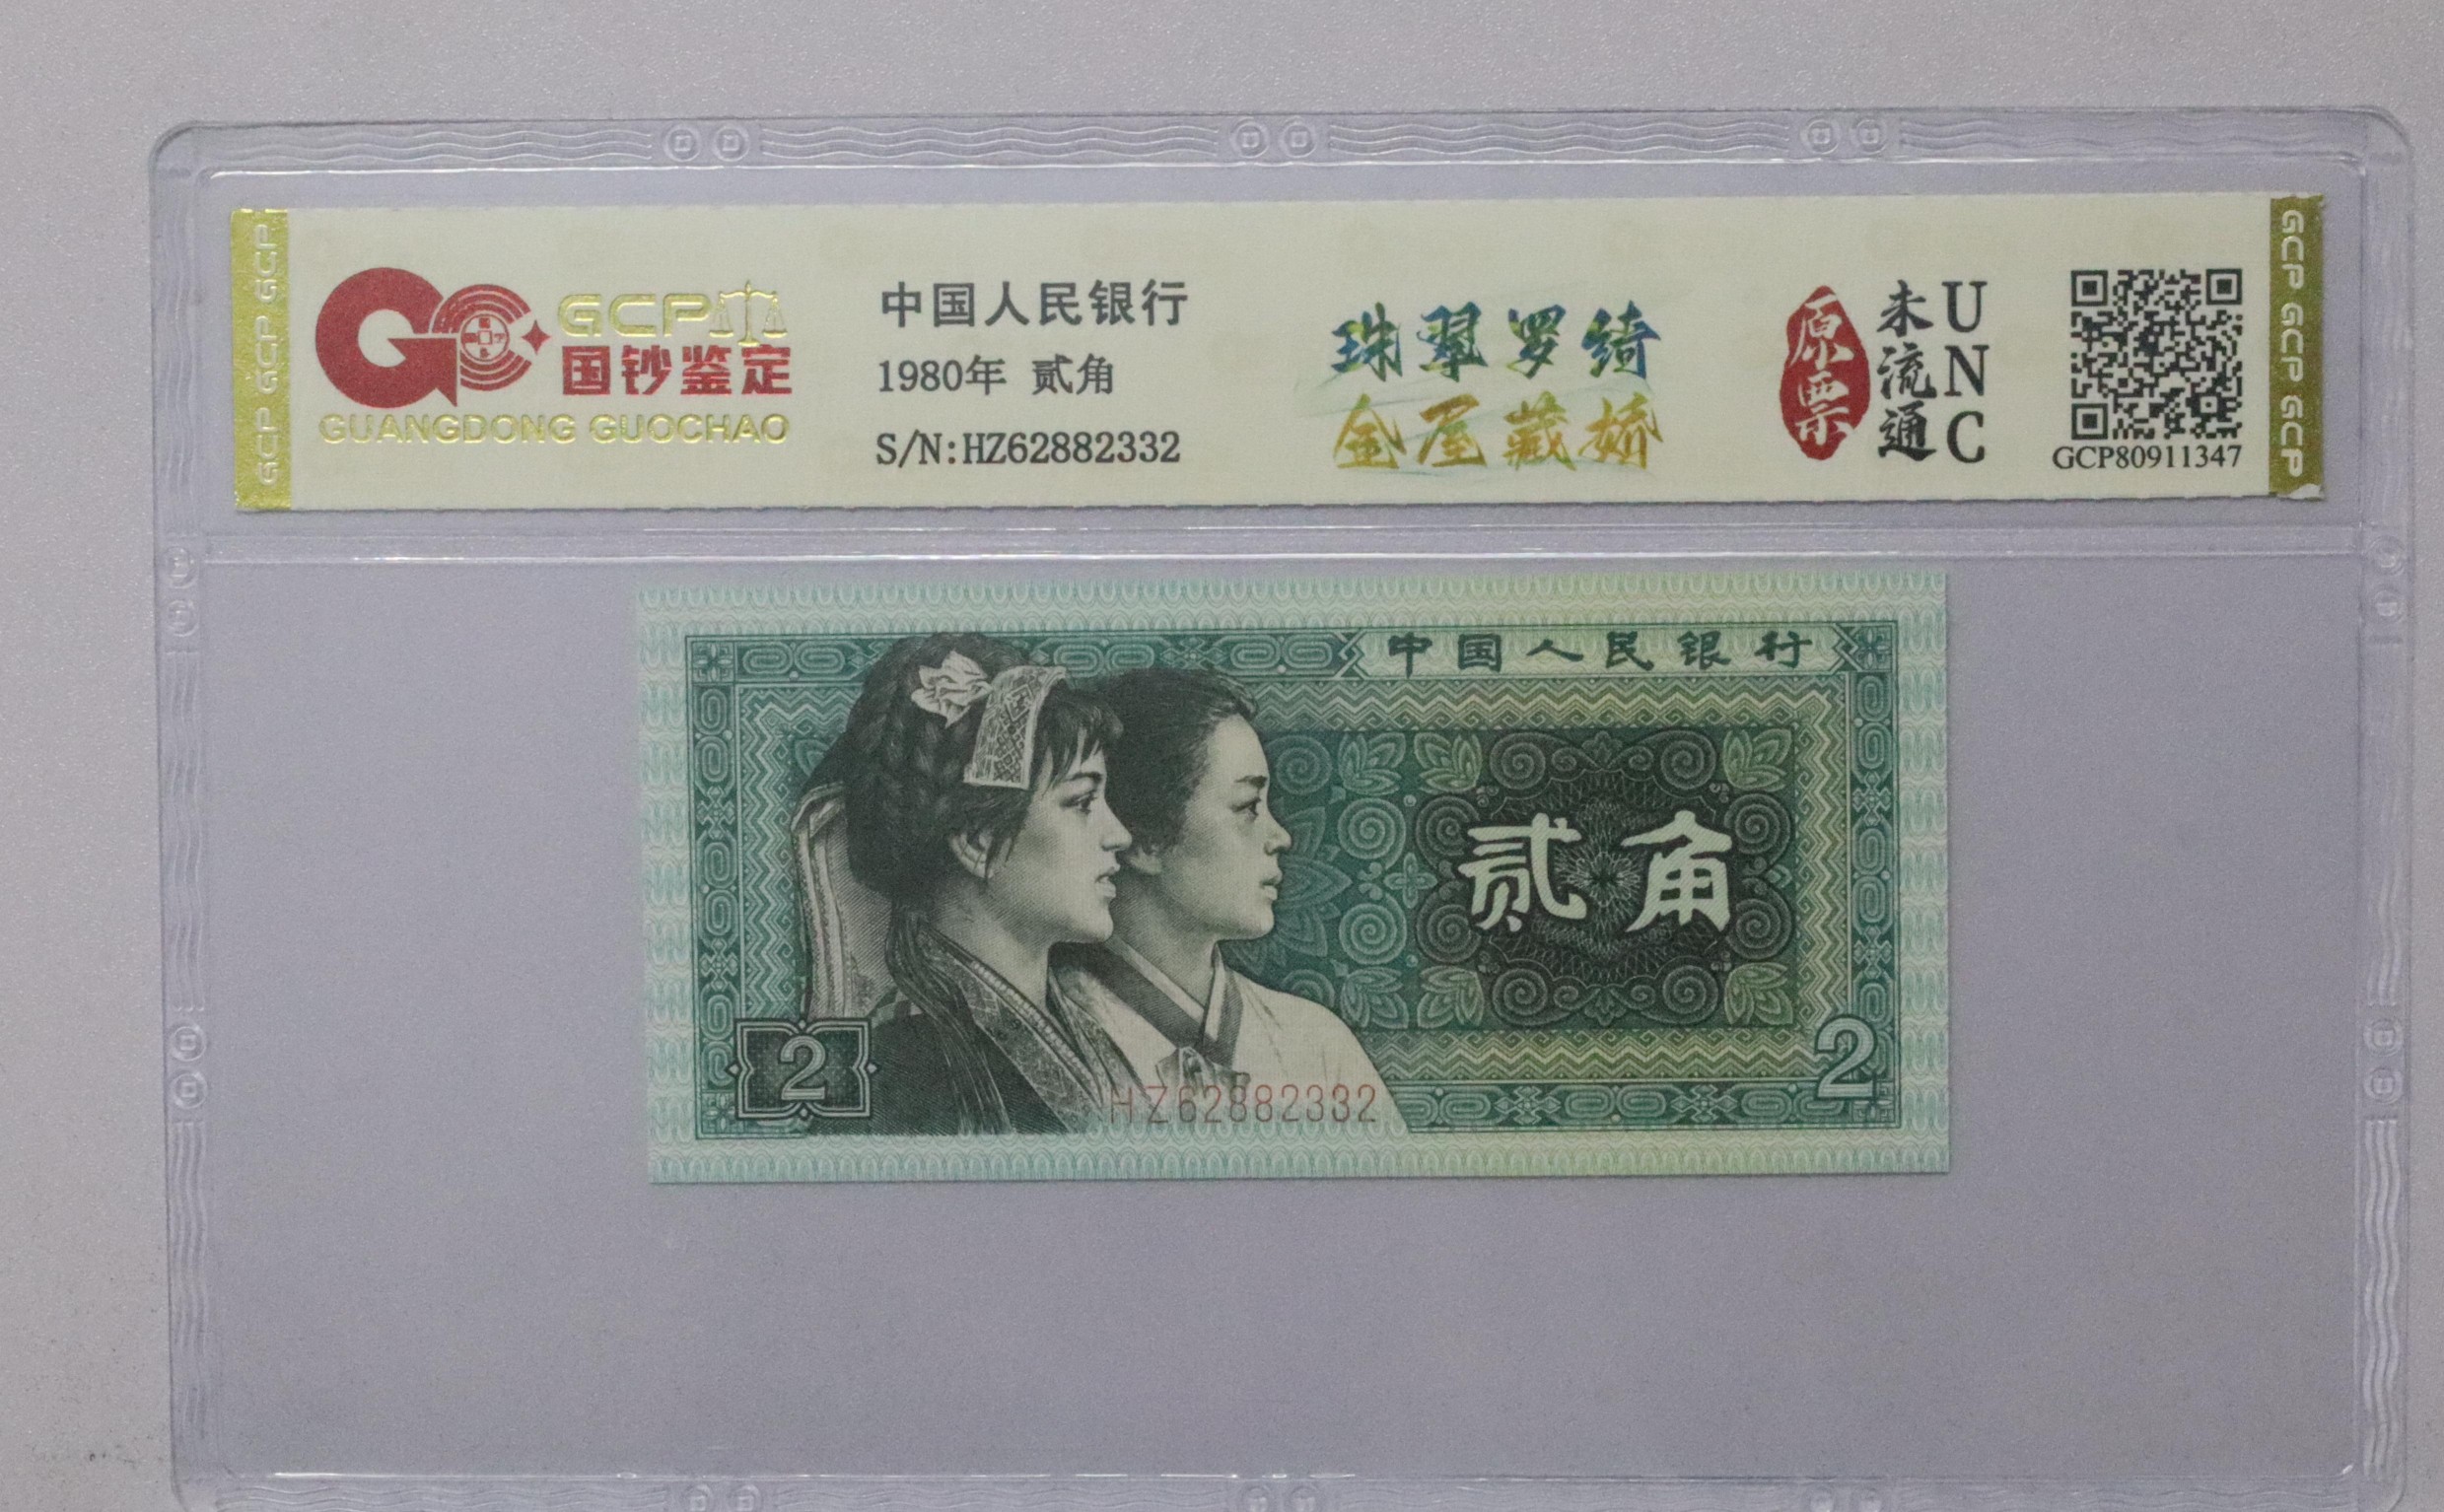 GCP GCP GCP
GCP
国钞鉴定
GUANGDONG GUOCHAO
中国人民银行
1980年 贰角
S/N:HZ62882332
珠翠罗绮
金屋藏娇
原票
未流通
UNC
GCP80911347
GCP GCP GCP
中国人民银行
贰角
2
2
HZ62882332